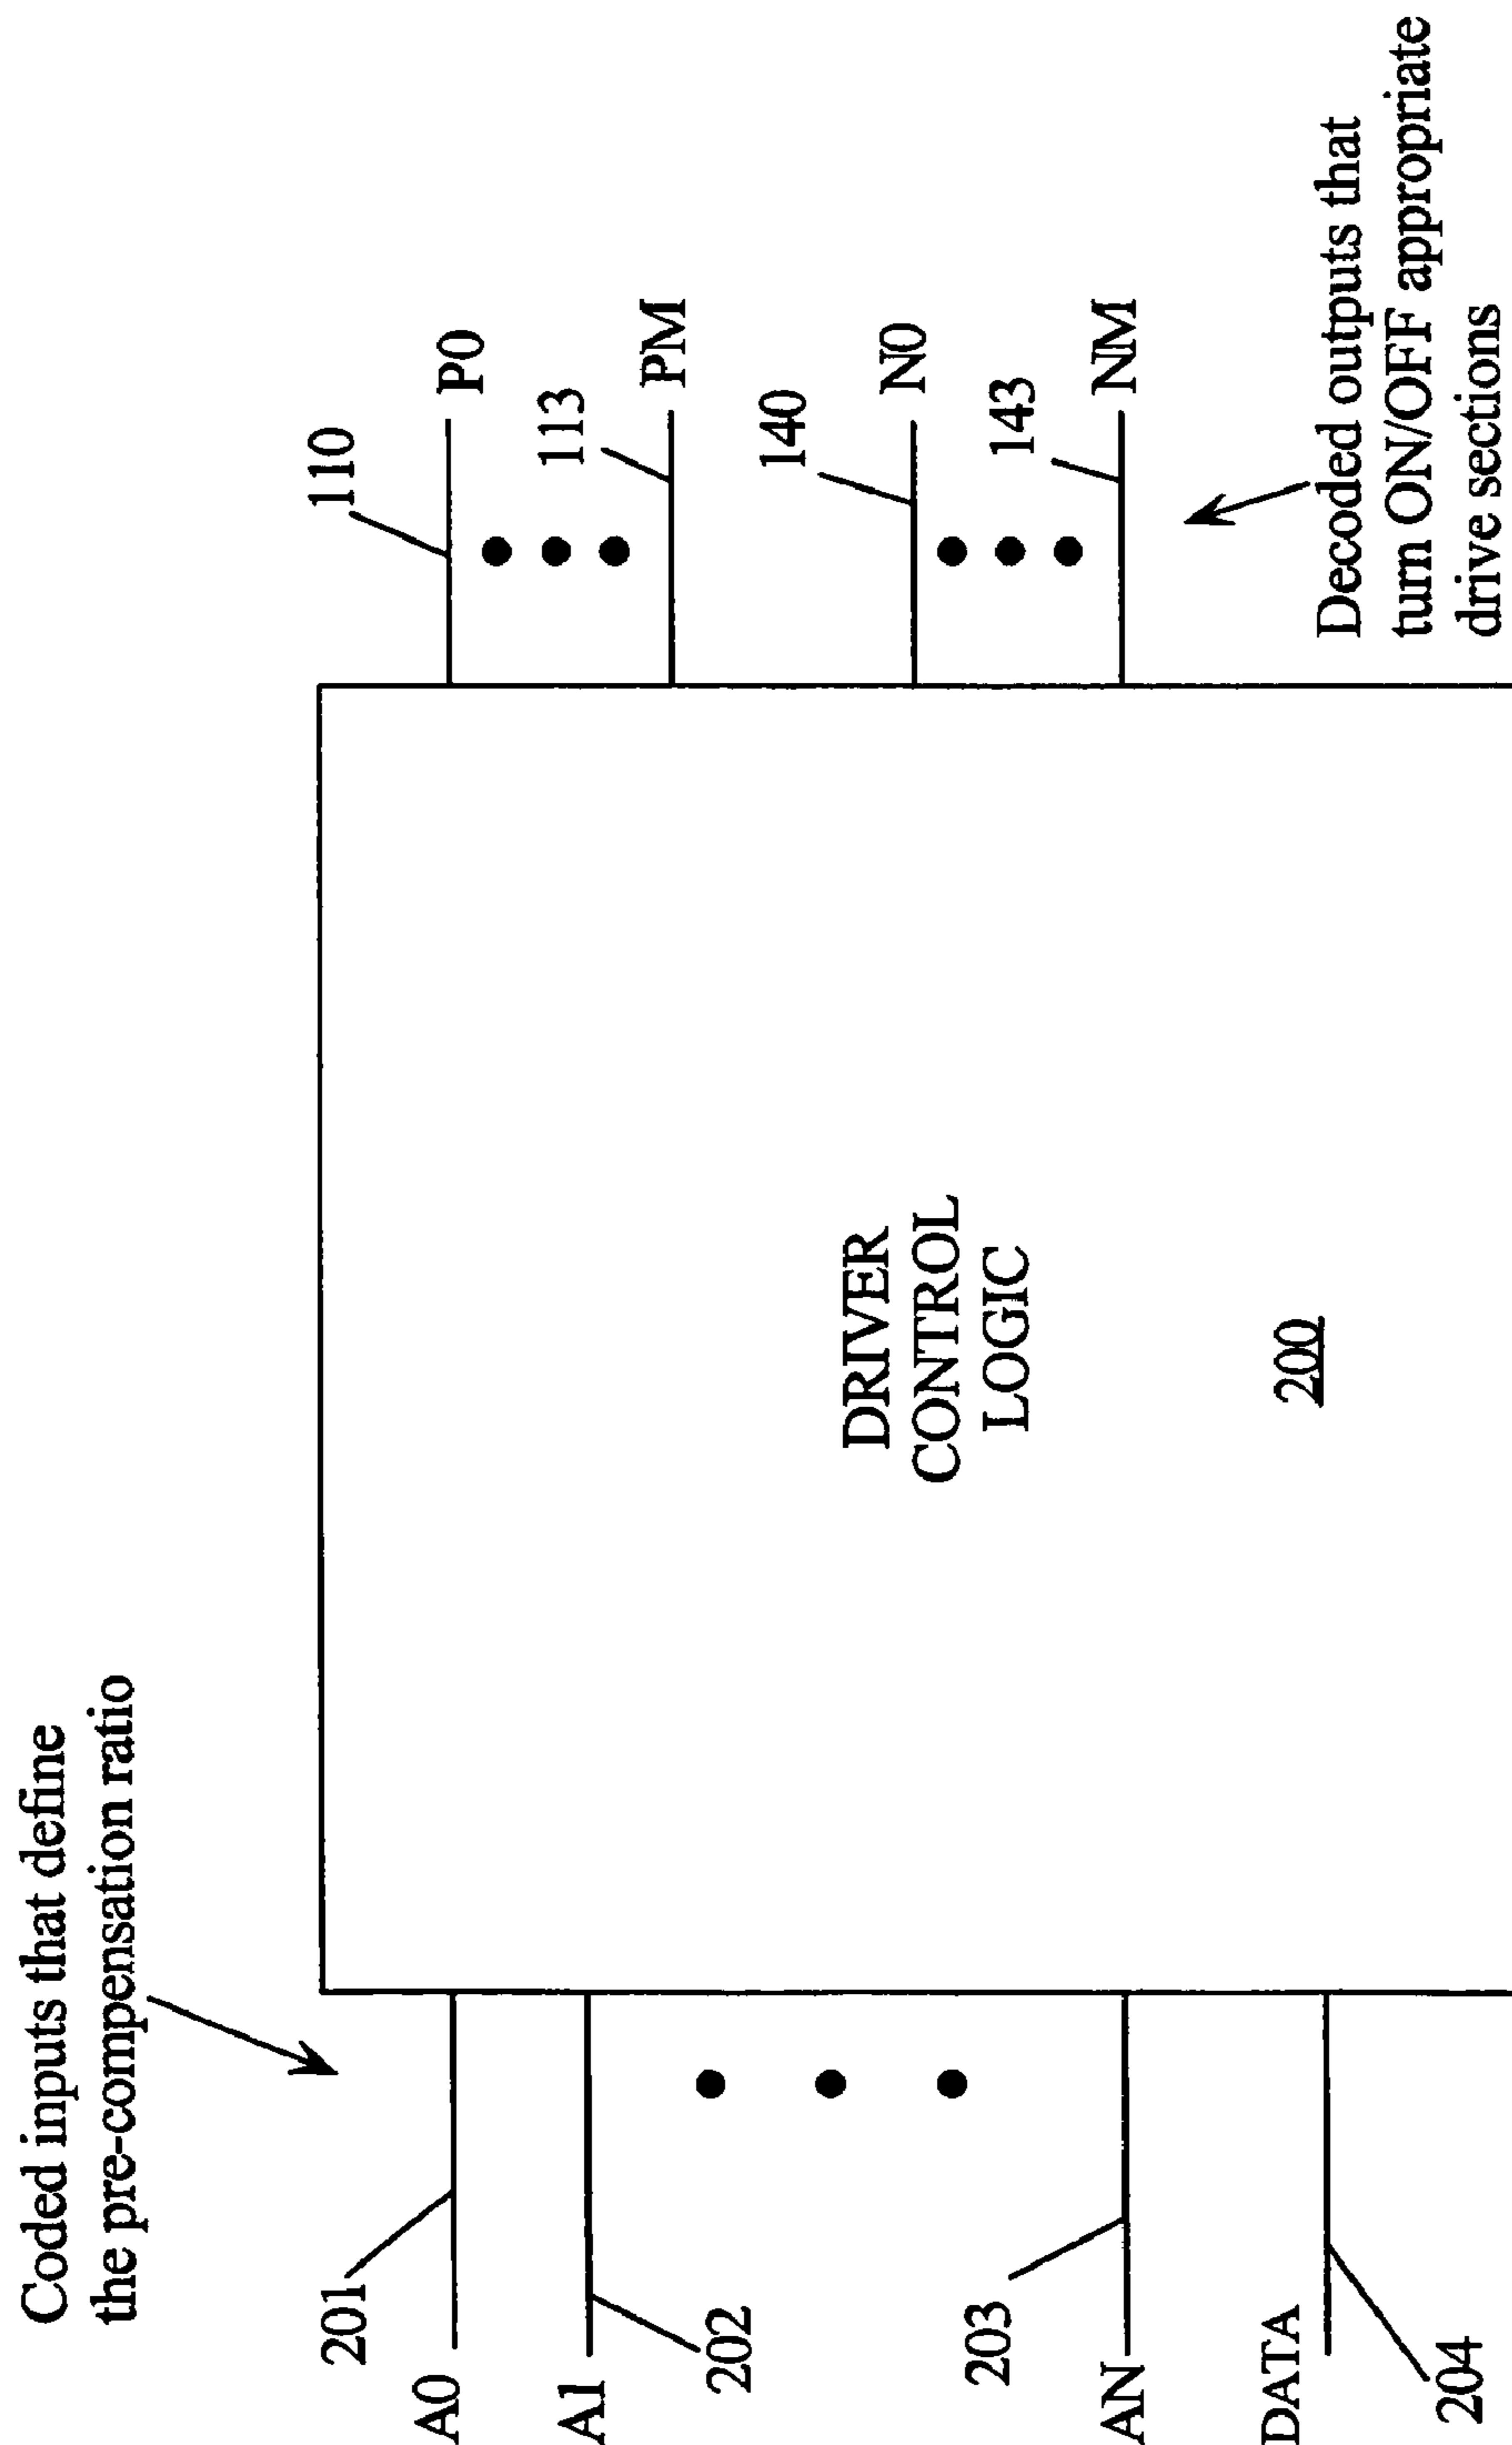 Coded inputs that define
the pre-compensation ratio
201
A0
A1
202
203
AN
DATA
204
DRIVER
CONTROL
LOGIC
200
110
P0
113
PM
140
N0
143
NM
Decoded outputs that
turn ON/OFF appropriate
drive sections